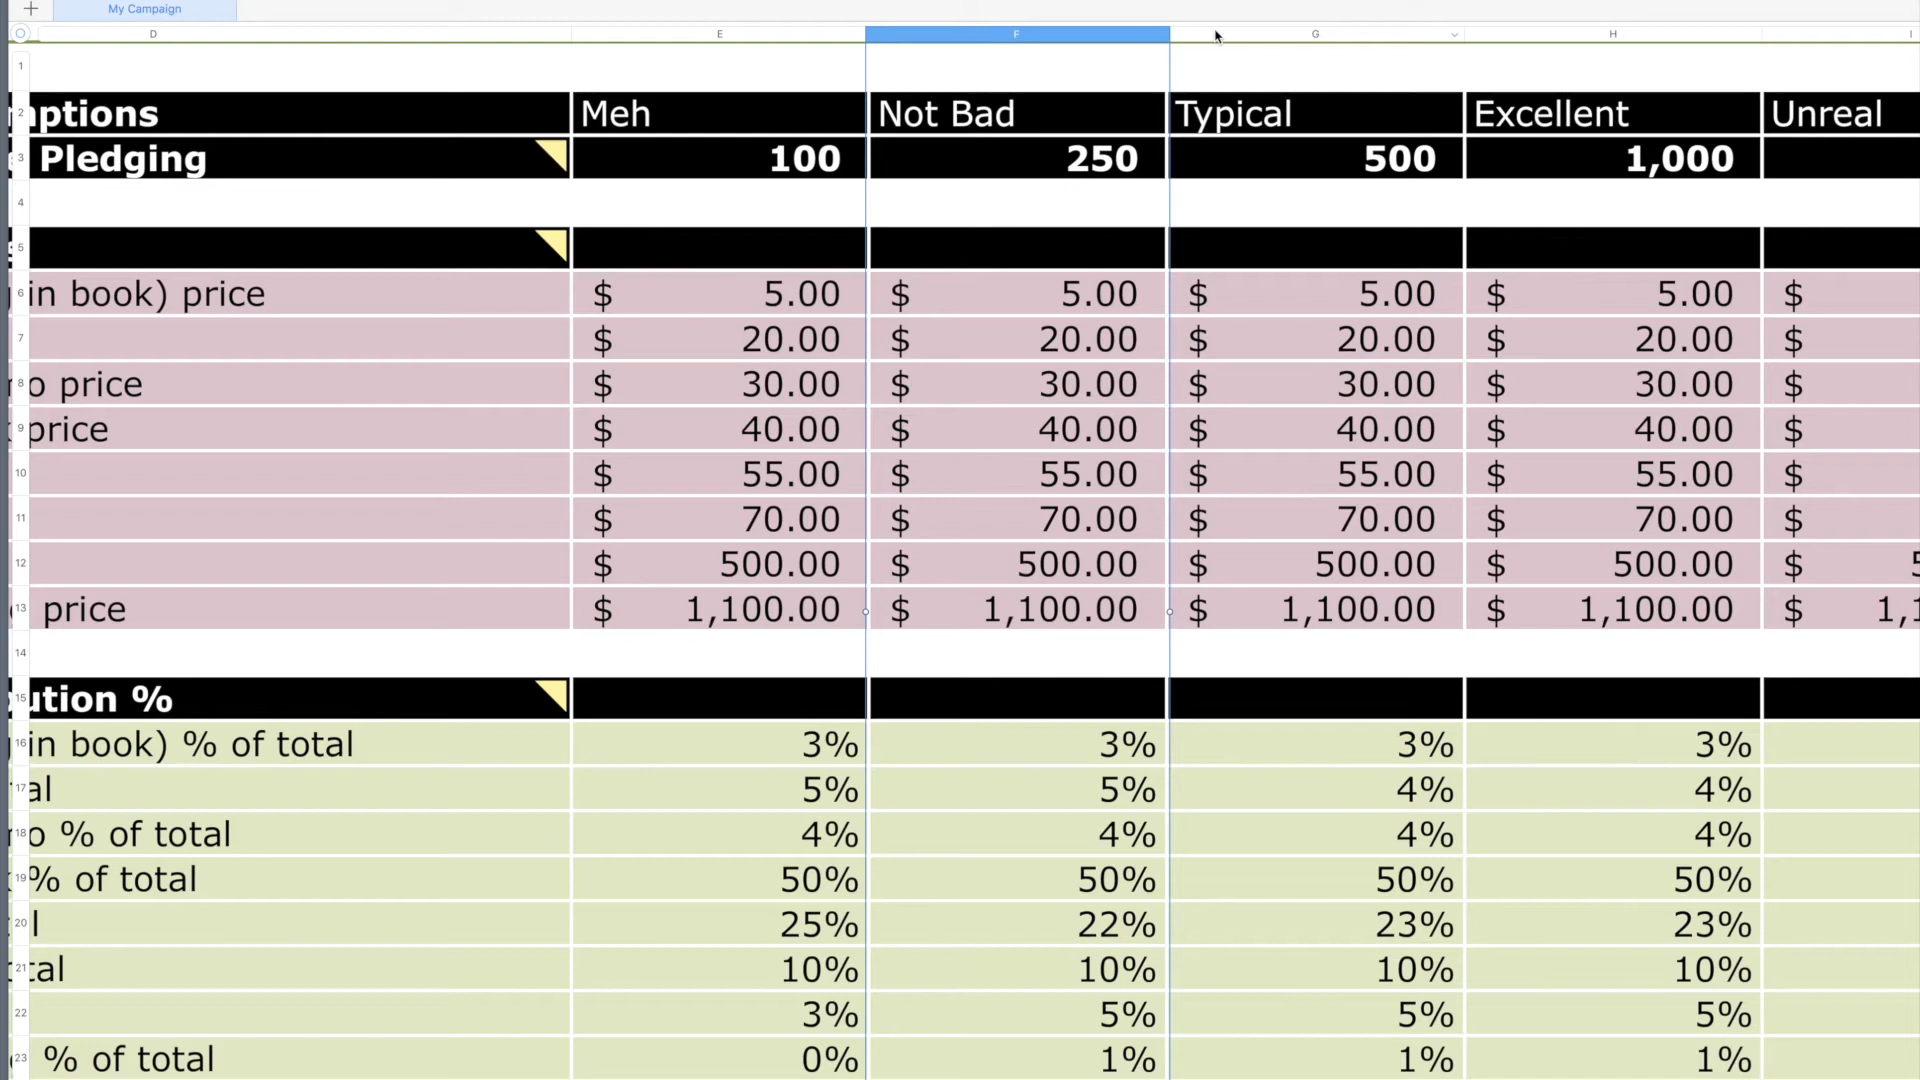 My Campaign
D E F G H I
1
2 mptions Meh Not Bad Typical Excellent Unreal
3 Pledging 100 250 500 1,000
4
5
6 in book) price $ 5.00 $ 5.00 $ 5.00 $ 5.00 $
7 $ 20.00 $ 20.00 $ 20.00 $ 20.00 $
8 o price $ 30.00 $ 30.00 $ 30.00 $ 30.00 $
9 price $ 40.00 $ 40.00 $ 40.00 $ 40.00 $
10 $ 55.00 $ 55.00 $ 55.00 $ 55.00 $
11 $ 70.00 $ 70.00 $ 70.00 $ 70.00 $
12 $ 500.00 $ 500.00 $ 500.00 $ 500.00 $ 5
13 price $ 1,100.00 $ 1,100.00 $ 1,100.00 $ 1,100.00 $ 1,1
14
15 ution %
16 in book) % of total 3% 3% 3% 3%
17 al 5% 5% 4% 4%
18 o % of total 4% 4% 4% 4%
19 % of total 50% 50% 50% 50%
20 l 25% 22% 23% 23%
21 tal 10% 10% 10% 10%
22 3% 5% 5% 5%
23 % of total 0% 1% 1% 1%